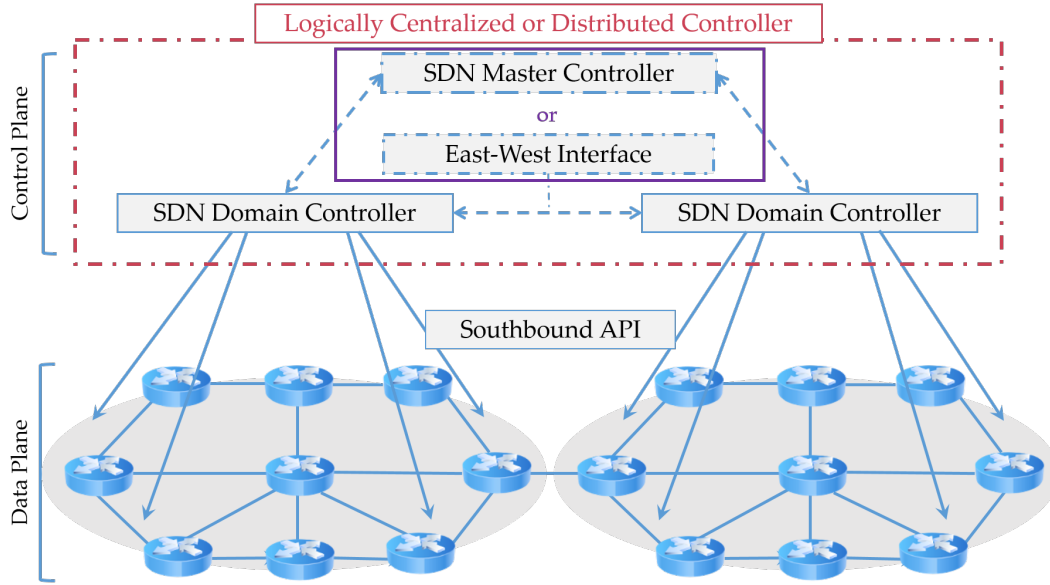 Logically Centralized or Distributed Controller
SDN Master Controller
or
East-West Interface
SDN Domain Controller
SDN Domain Controller
Control Plane
Southbound API
Data Plane